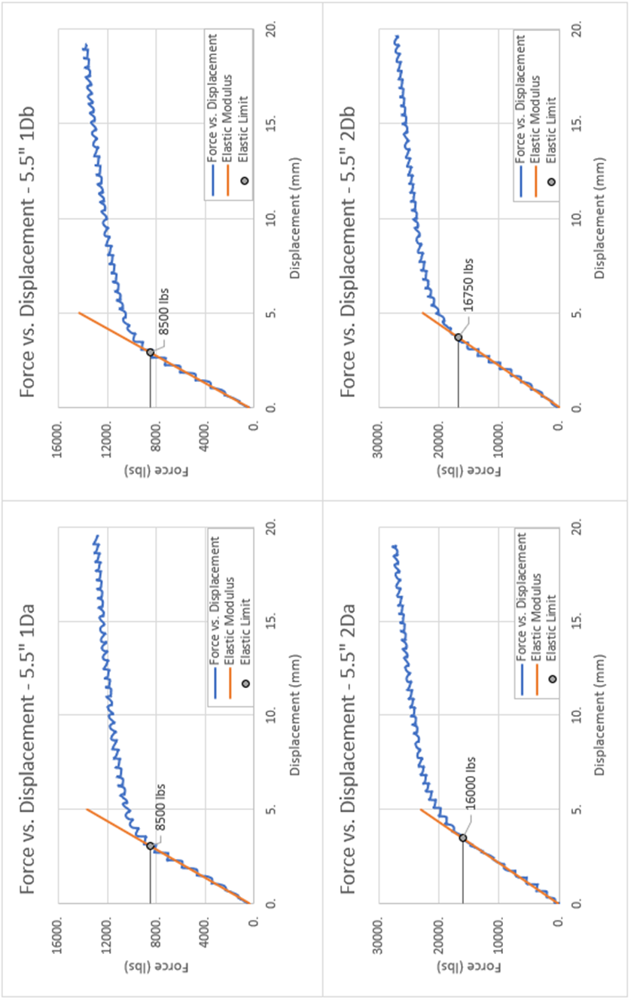 Force vs. Displacement - 5.5" 1Da
16000.
12000.
8000.
4000.
0.
Force (lbs)
8500 lbs
Force vs. Displacement
Elastic Modulus
Elastic Limit
0.
5.
10.
15.
20.
Displacement (mm)
Force vs. Displacement - 5.5" 1Db
16000.
12000.
8000.
4000.
0.
Force (lbs)
8500 lbs
Force vs. Displacement
Elastic Modulus
Elastic Limit
0.
5.
10.
15.
20.
Displacement (mm)
Force vs. Displacement - 5.5" 2Da
30000.
20000.
10000.
0.
Force (lbs)
16000 lbs
Force vs. Displacement
Elastic Modulus
Elastic Limit
0.
5.
10.
15.
20.
Displacement (mm)
Force vs. Displacement - 5.5" 2Db
30000.
20000.
10000.
0.
Force (lbs)
16750 lbs
Force vs. Displacement
Elastic Modulus
Elastic Limit
0.
5.
10.
15.
20.
Displacement (mm)